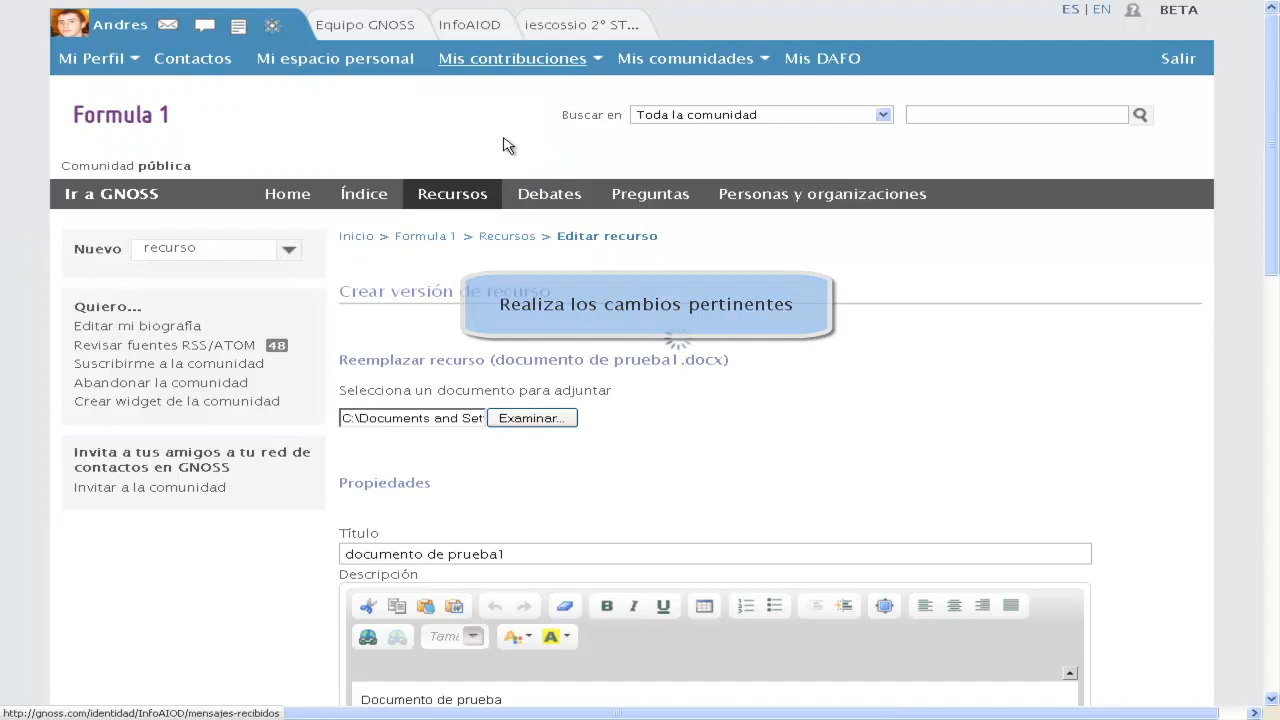 Andres
Equipo GNOSS
InfoAIOD
iescossio 2° ST...
ES | EN
BETA
Mi Perfil
Contactos
Mi espacio personal
Mis contribuciones
Mis comunidades
Mis DAFO
Salir
Formula 1
Buscar en
Toda la comunidad
Comunidad pública
Ir a GNOSS
Home
Índice
Recursos
Debates
Preguntas
Personas y organizaciones
Nuevo
recurso
Inicio > Formula 1 > Recursos > Editar recurso
Quiero...
Editar mi biografía
Revisar fuentes RSS/ATOM 48
Suscribirme a la comunidad
Abandonar la comunidad
Crear widget de la comunidad
Invita a tus amigos a tu red de
contactos en GNOSS
Invitar a la comunidad
Crear versión de recurso
Realiza los cambios pertinentes
Reemplazar recurso (documento de prueba1.docx)
Selecciona un documento para adjuntar
C:\Documents and Set
Examinar...
Propiedades
Título
documento de prueba1
Descripción
B I U
Tama
A A
Documento de prueba
http://gnoss.com/identidad/InfoAIOD/mensajes-recibidos